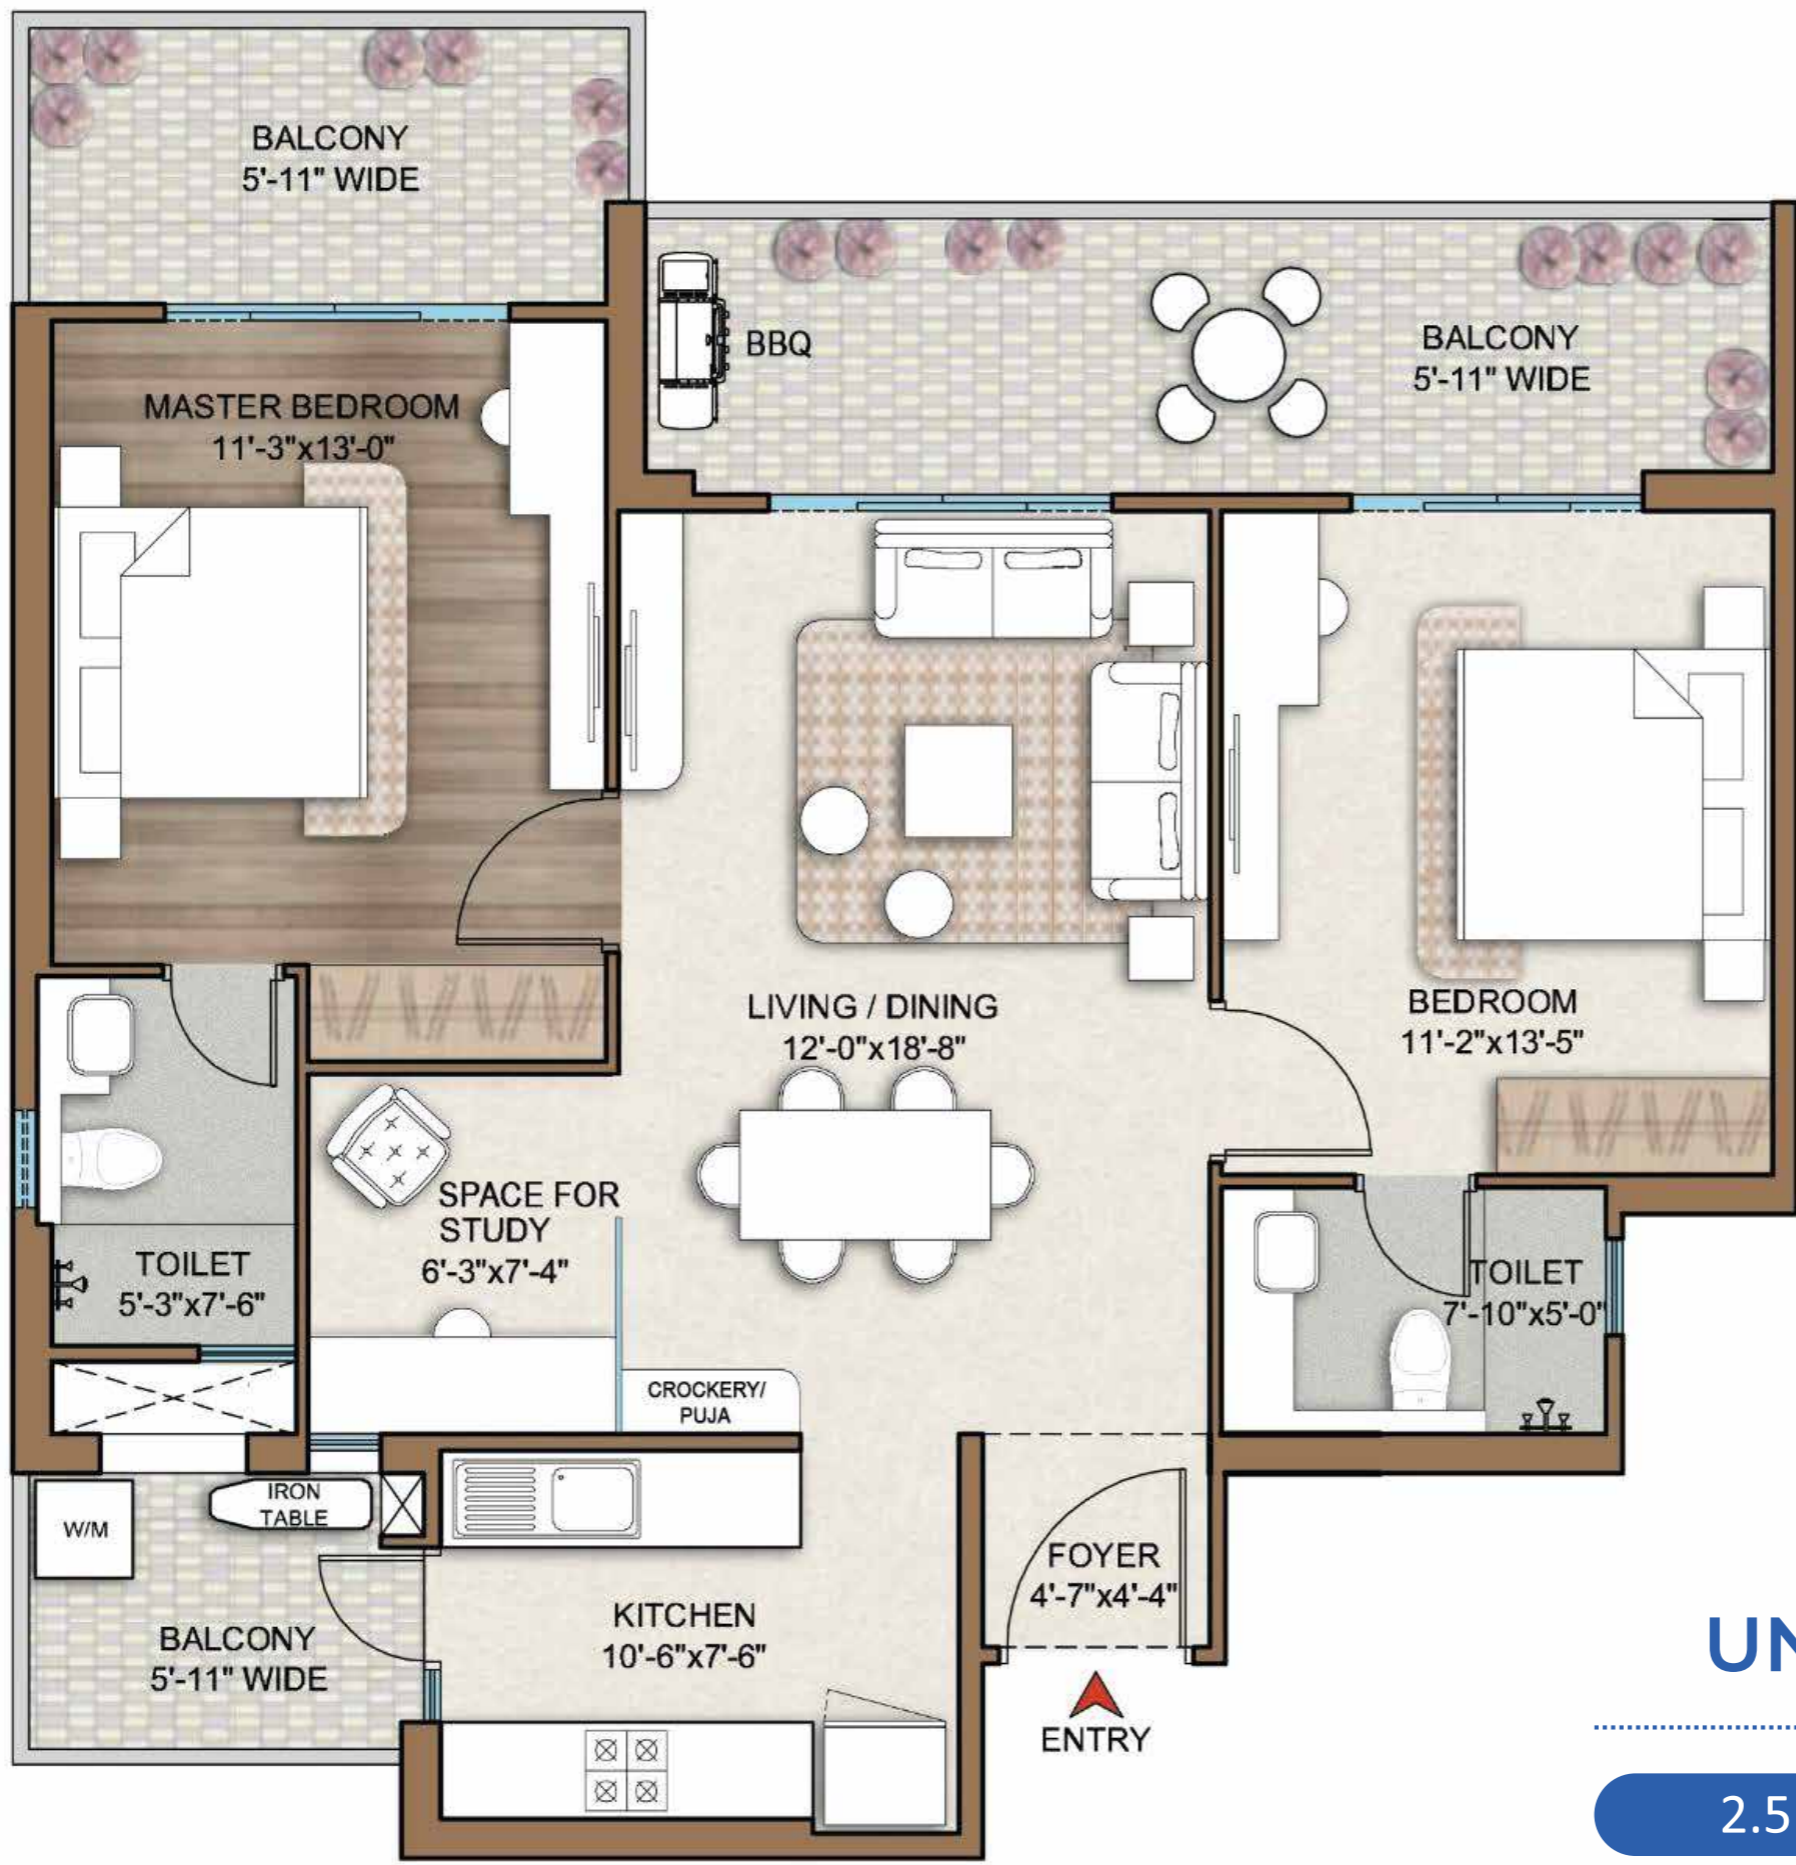 BALCONY
5'-11" WIDE
BBQ
BALCONY
5'-11" WIDE
MASTER BEDROOM
11'-3"x13'-0"
LIVING / DINING
12'-0"x18'-8"
BEDROOM
11'-2"x13'-5"
SPACE FOR
STUDY
6'-3"x7'-4"
TOILET
5'-3"x7'-6"
TOILET
7'-10"x5'-0"
CROCKERY/
PUJA
IRON
TABLE
W/M
FOYER
4'-7"x4'-4"
KITCHEN
10'-6"x7'-6"
BALCONY
5'-11" WIDE
ENTRY
UN
2.5